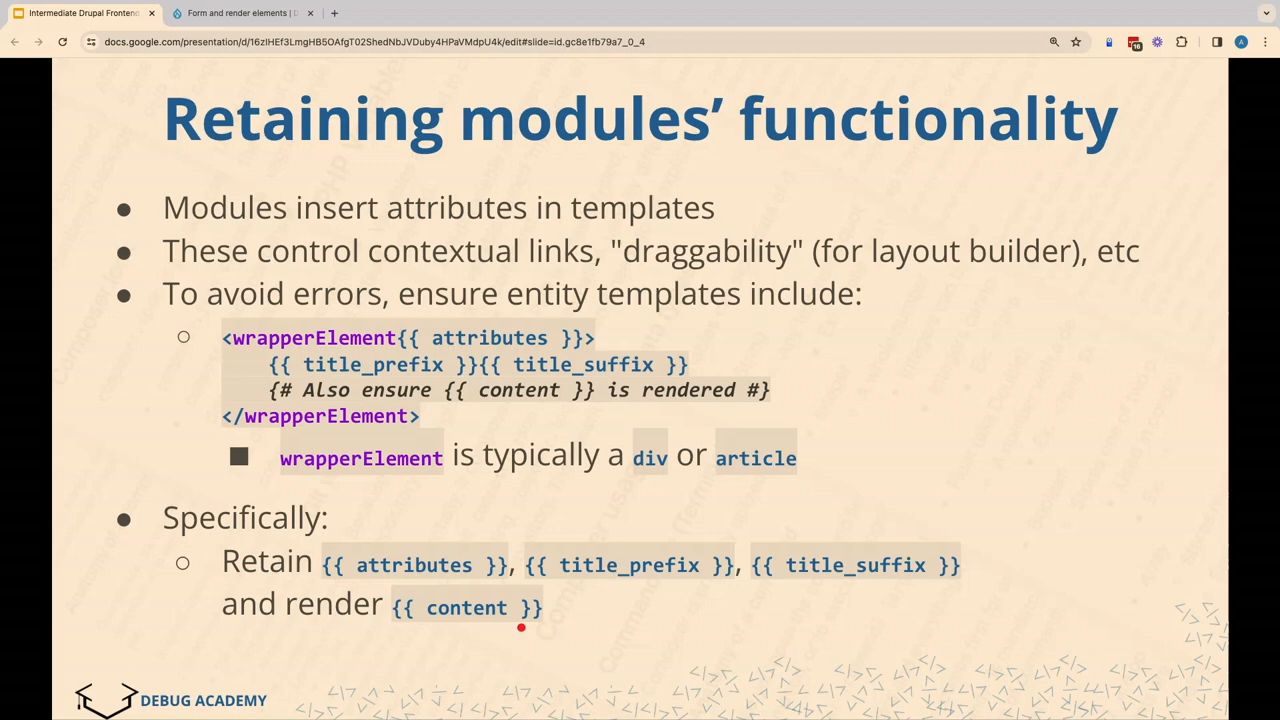 Intermediate Drupal Frontend
Form and render elements | D
docs.google.com/presentation/d/16zIHEf3LmgHB5OAfgT02ShedNbJVDuby4HPaVMdpU4k/edit#slide=id.gc8e1fb79a7_0_4
16
A
Retaining modules’ functionality
● Modules insert attributes in templates
● These control contextual links, "draggability" (for layout builder), etc
● To avoid errors, ensure entity templates include:
○ <wrapperElement{{ attributes }}>
{{ title_prefix }}{{ title_suffix }}
{# Also ensure {{ content }} is rendered #}
</wrapperElement>
■ wrapperElement is typically a div or article
● Specifically:
○ Retain {{ attributes }}, {{ title_prefix }}, {{ title_suffix }}
and render {{ content }}
DEBUG ACADEMY